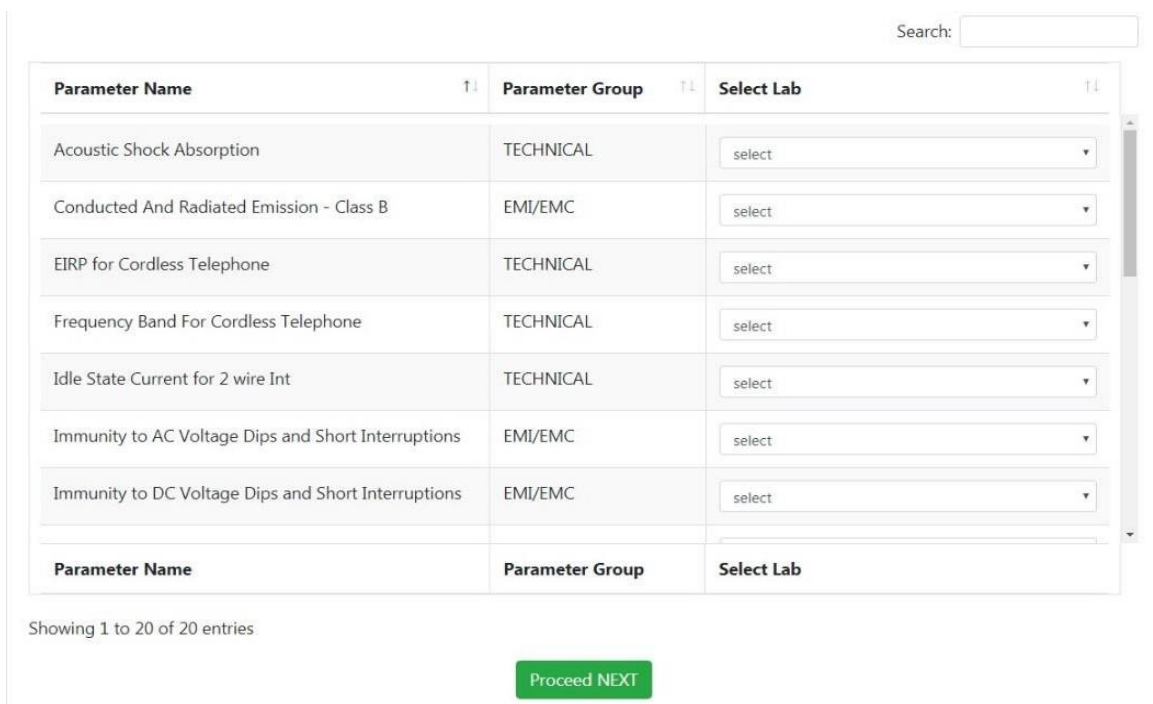 Search:
Parameter Name Parameter Group Select Lab
Acoustic Shock Absorption TECHNICAL select
Conducted And Radiated Emission - Class B EMI/EMC select
EIRP for Cordless Telephone TECHNICAL select
Frequency Band For Cordless Telephone TECHNICAL select
Idle State Current for 2 wire Int TECHNICAL select
Immunity to AC Voltage Dips and Short Interruptions EMI/EMC select
Immunity to DC Voltage Dips and Short Interruptions EMI/EMC select
Parameter Name Parameter Group Select Lab
Showing 1 to 20 of 20 entries
Proceed NEXT